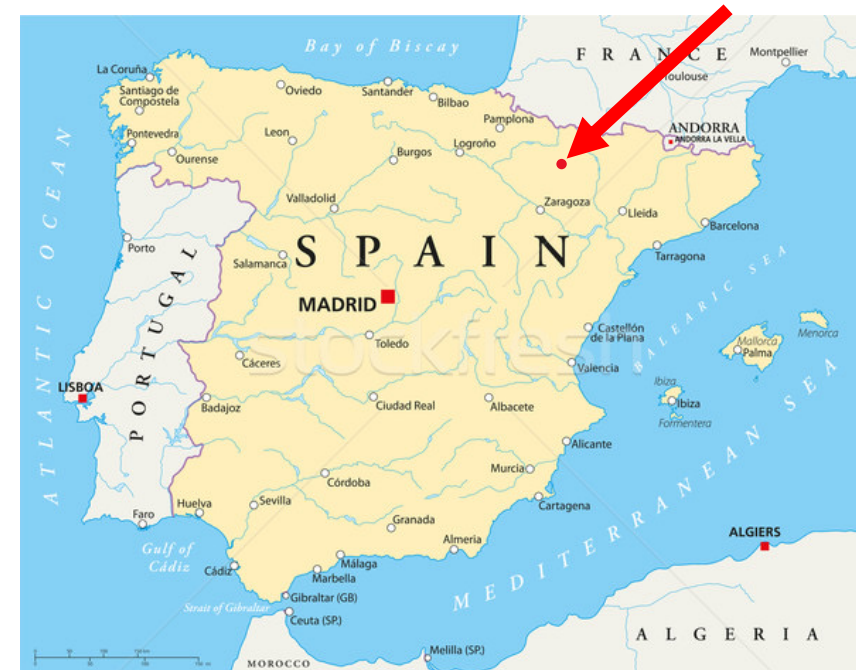 Bay of Biscay
FRANCE
Montpellier
Toulouse
La Coruña
Santiago de
Compostela
Oviedo
Santander
Bilbao
Pamplona
ANDORRA
ANDORRA LA VELLA
Pontevedra
Ourense
Leon
Burgos
Logroño
Valladolid
Zaragoza
Lleida
Barcelona
Tarragona
Porto
Salamanca
SPAIN
MADRID
PORTUGAL
ATLANTIC OCEAN
BALEARIC SEA
Castellón
de la Plana
Menorca
Mallorca
Palma
Toledo
stockfresh
Cáceres
Valencia
Ibiza
Ibiza
Formentera
LISBOA
Badajoz
Ciudad Real
Albacete
Alicante
Murcia
Córdoba
Cartagena
Huelva
Sevilla
Faro
Granada
Almeria
ALGIERS
Gulf of
Cádiz
Cádiz
Málaga
Marbella
MEDITERRANEAN SEA
Gibraltar (GB)
Strait of Gibraltar
Ceuta (SP.)
ALGERIA
Melilla (SP.)
MOROCCO